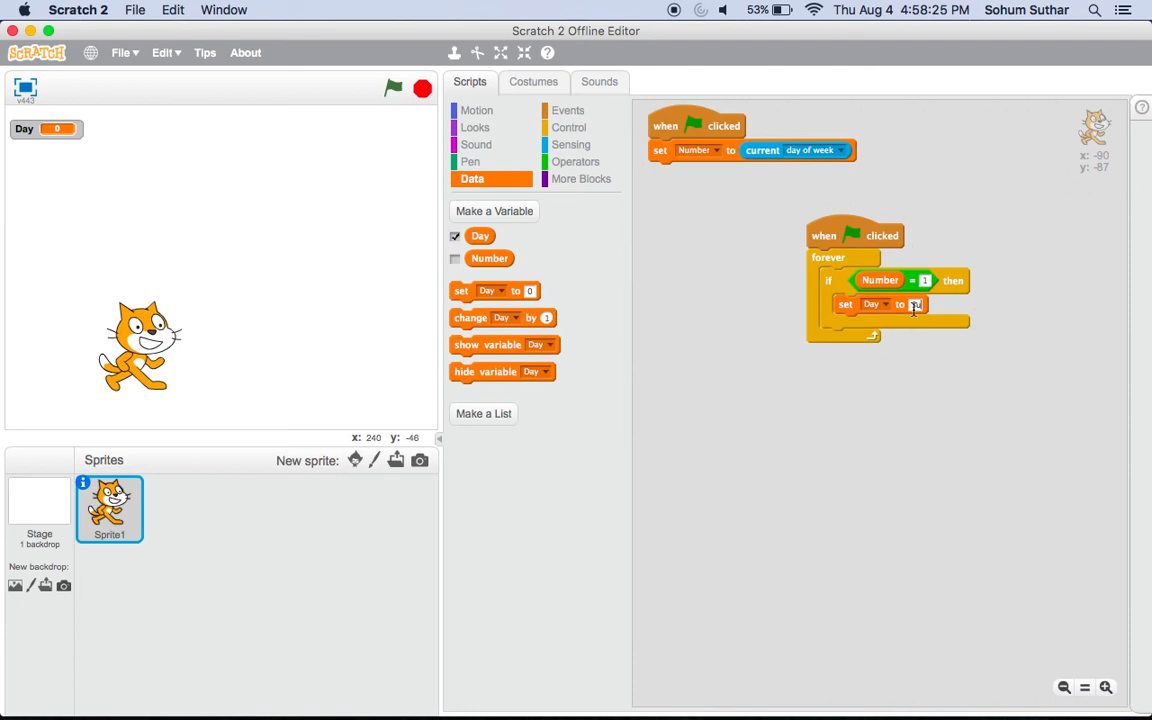 Scratch 2 File Edit Window 53% Thu Aug 4 4:58:25 PM Sohum Suthar
Scratch 2 Offline Editor
SCRATCH File Edit Tips About
v443
Day 0
x: 240 y: -46
Sprites New sprite:
Stage
1 backdrop
New backdrop:
Sprite1
Scripts Costumes Sounds
Motion Events
Looks Control
Sound Sensing
Pen Operators
Data More Blocks
Make a Variable
Day
Number
set Day to 0
change Day by 1
show variable Day
hide variable Day
Make a List
when clicked
set Number to current day of week
when clicked
forever
if Number = 1 then
set Day to
x: -90
y: -87